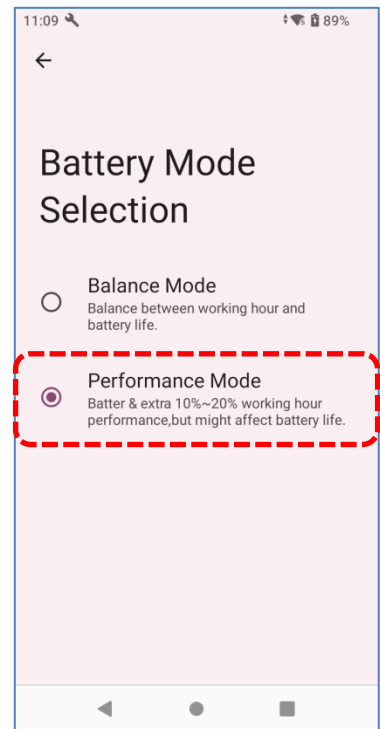 11:09 89%
Battery Mode
Selection
Balance Mode
Balance between working hour and
battery life.
Performance Mode
Batter & extra 10%~20% working hour
performance,but might affect battery life.